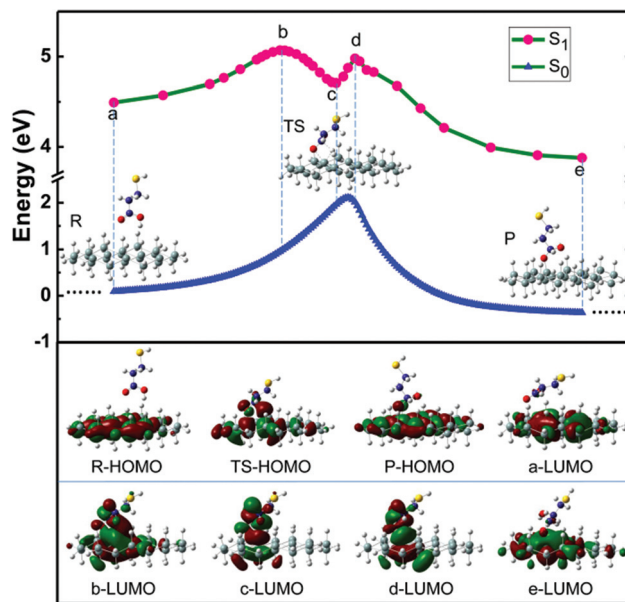 b
d
S₁
S₀
5
a
c
TS
Energy (eV)
4
e
R
P
2
1
0
-1
R-HOMO
TS-HOMO
P-HOMO
a-LUMO
b-LUMO
c-LUMO
d-LUMO
e-LUMO